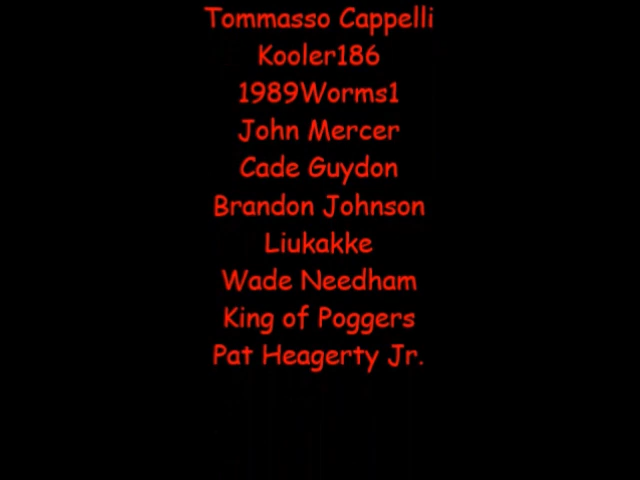 Tommasso Cappelli
Kooler186
1989Worms1
John Mercer
Cade Guydon
Brandon Johnson
Liukakke
Wade Needham
King of Poggers
Pat Heagerty Jr.